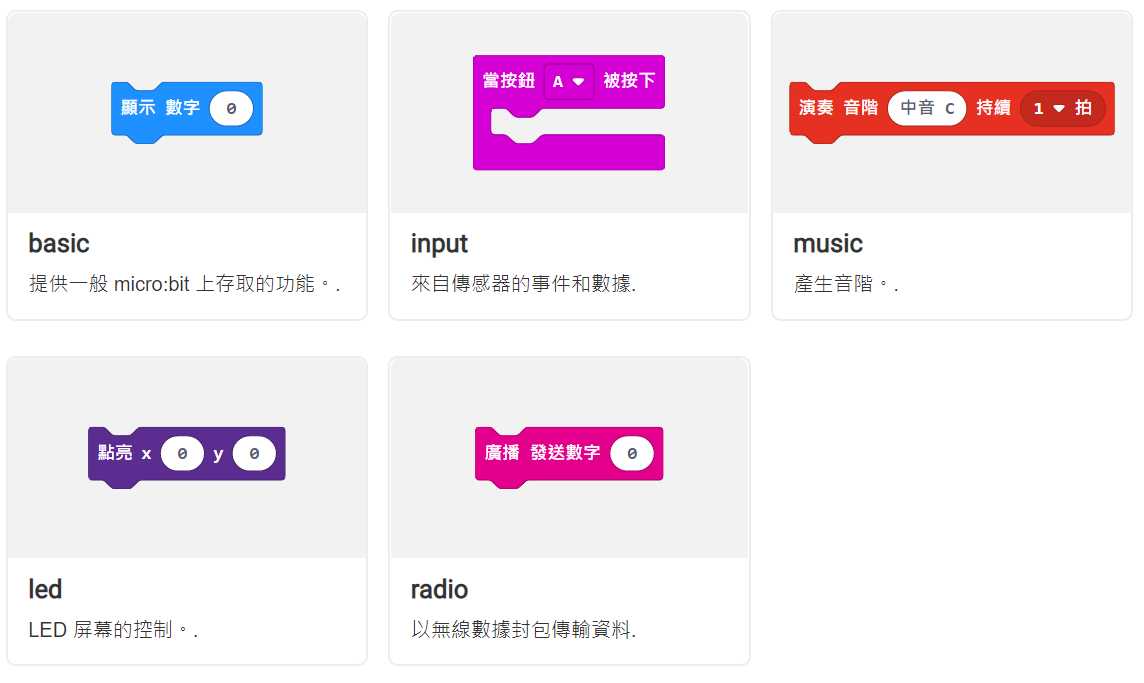 顯示 數字 0
basic
提供一般 micro:bit 上存取的功能。.
當按鈕 A 被按下
input
來自傳感器的事件和數據.
演奏 音階 中音 C 持續 1 拍
music
產生音階。.
點亮 x 0 y 0
led
LED 屏幕的控制。.
廣播 發送數字 0
radio
以無線數據封包傳輸資料.